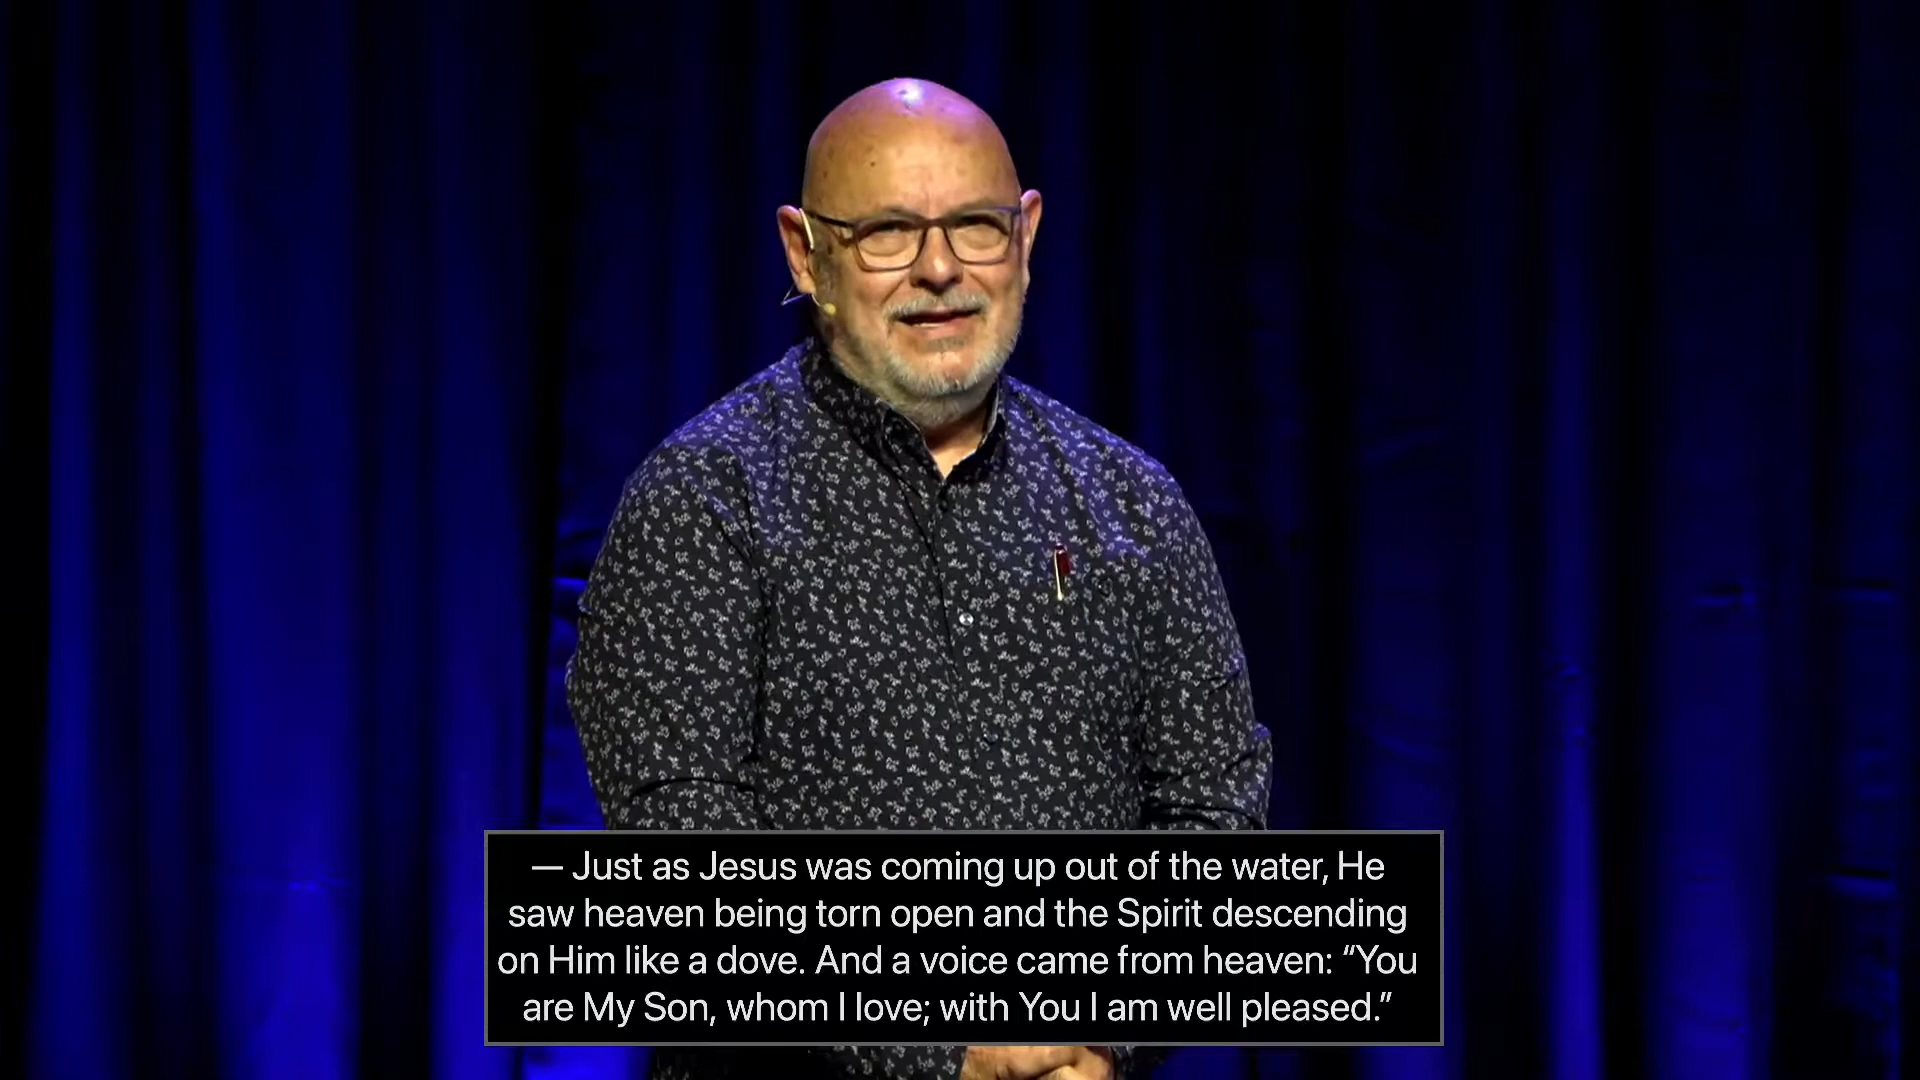 — Just as Jesus was coming up out of the water, He
saw heaven being torn open and the Spirit descending
on Him like a dove. And a voice came from heaven: “You
are My Son, whom I love; with You I am well pleased.”